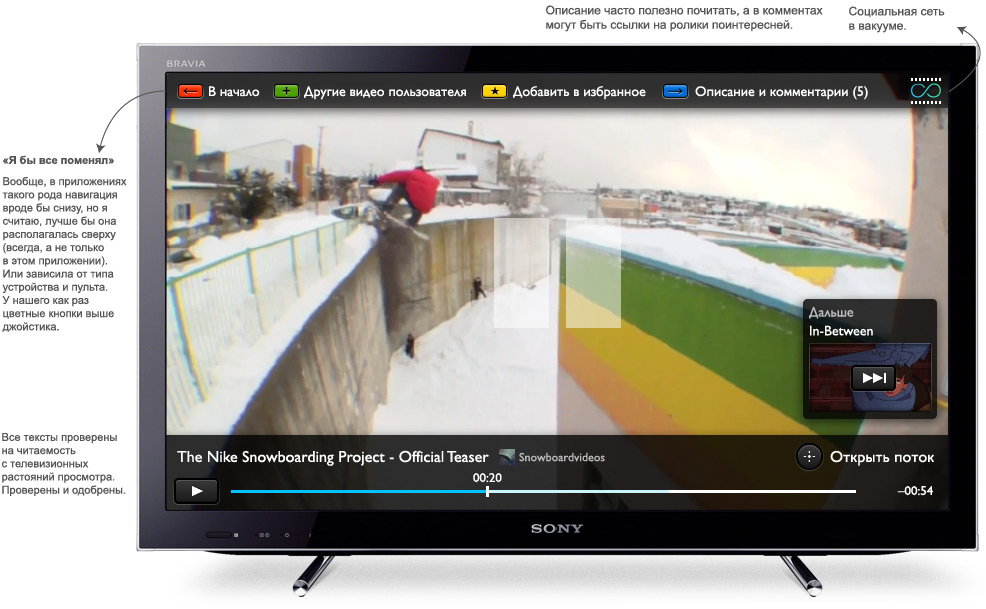 Описание часто полезно почитать, а в комментах
могут быть ссылки на ролики поинтересней.
Социальная сеть
в вакууме.
BRAVIA
В начало
Другие видео пользователя
Добавить в избранное
Описание и комментарии (5)
«Я бы все поменял»
Вообще, в приложениях
такого рода навигация
вроде бы снизу, но я
считаю, лучше бы она
располагалась сверху
(всегда, а не только
в этом приложении).
Или зависила от типа
устройства и пульта.
У нашего как раз
цветные кнопки выше
джойстика.
Дальше
In-Between
Все тексты проверены
на читаемость
с телевизионных
растояний просмотра.
Проверены и одобрены.
The Nike Snowboarding Project - Official Teaser
Snowboardvideos
Открыть поток
00:20
–00:54
SONY